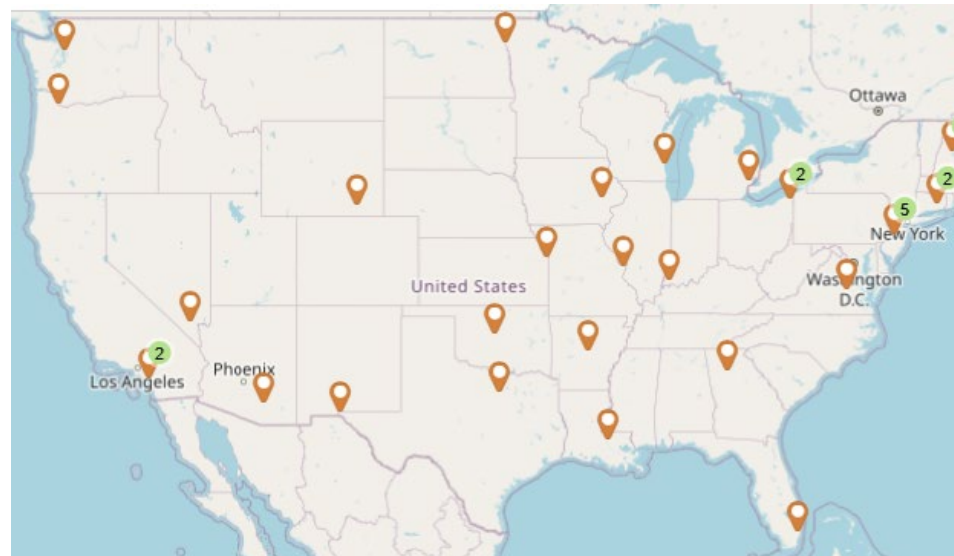 Ottawa
2
2
5
New York
Washington
D.C.
United States
2
Los Angeles
Phoenix